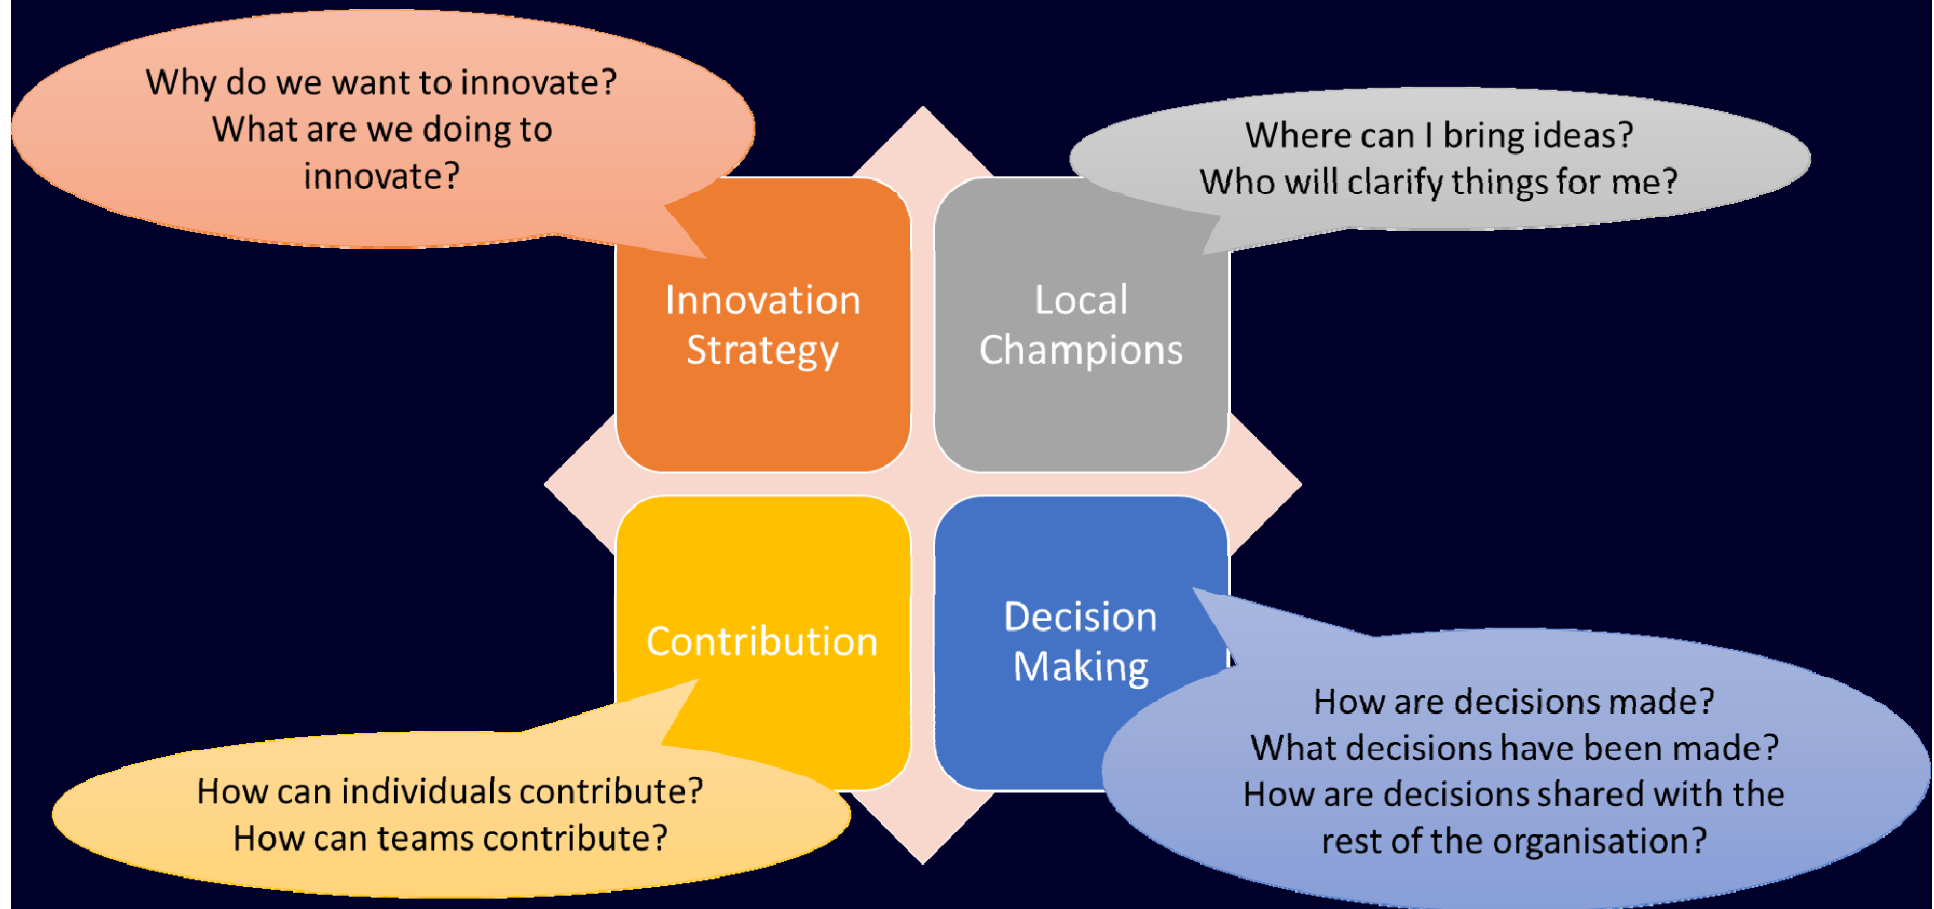 Why do we want to innovate?
What are we doing to
innovate?
Where can I bring ideas?
Who will clarify things for me?
Innovation
Strategy
Local
Champions
Contribution
Decision
Making
How can individuals contribute?
How can teams contribute?
How are decisions made?
What decisions have been made?
How are decisions shared with the
rest of the organisation?